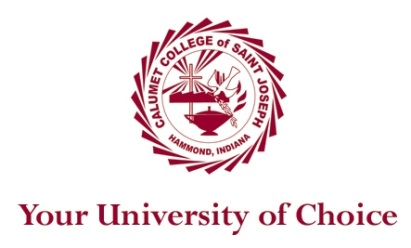 CALUMET COLLEGE of SAINT JOSEPH
HAMMOND, INDIANA
Your University of Choice